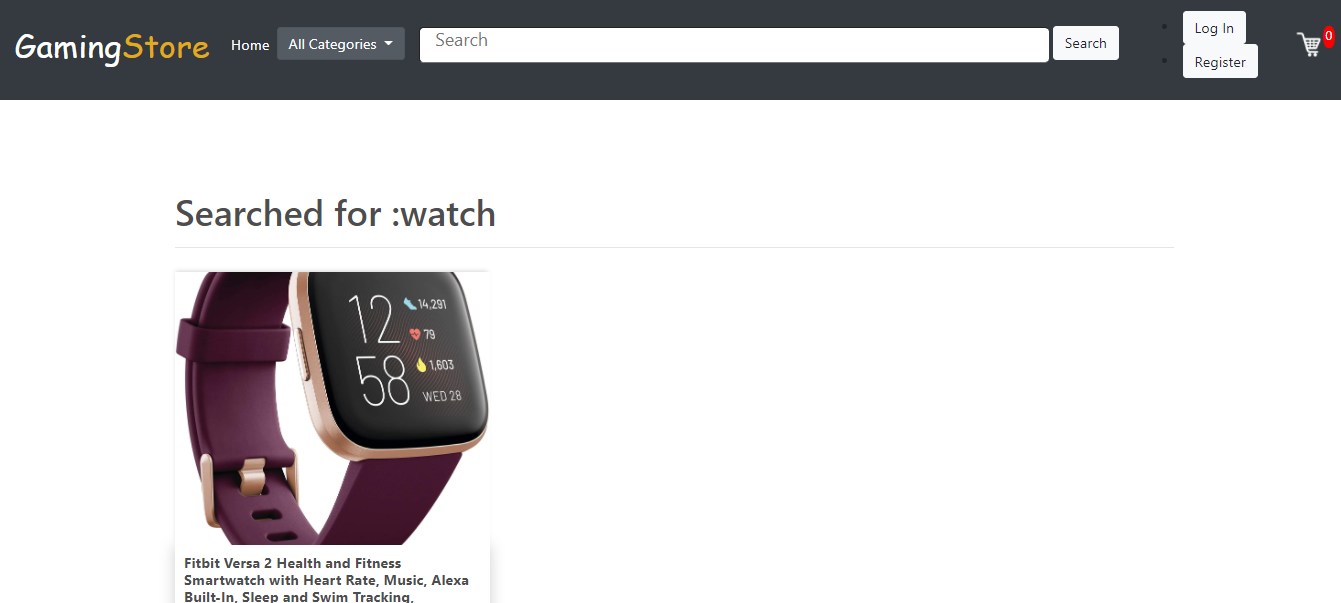 GamingStore Home All Categories Search Search Log In 0
Register
Searched for :watch
12 14,291
79
58 1,603
WED 28
Fitbit Versa 2 Health and Fitness
Smartwatch with Heart Rate, Music, Alexa
Built-In, Sleep and Swim Tracking,